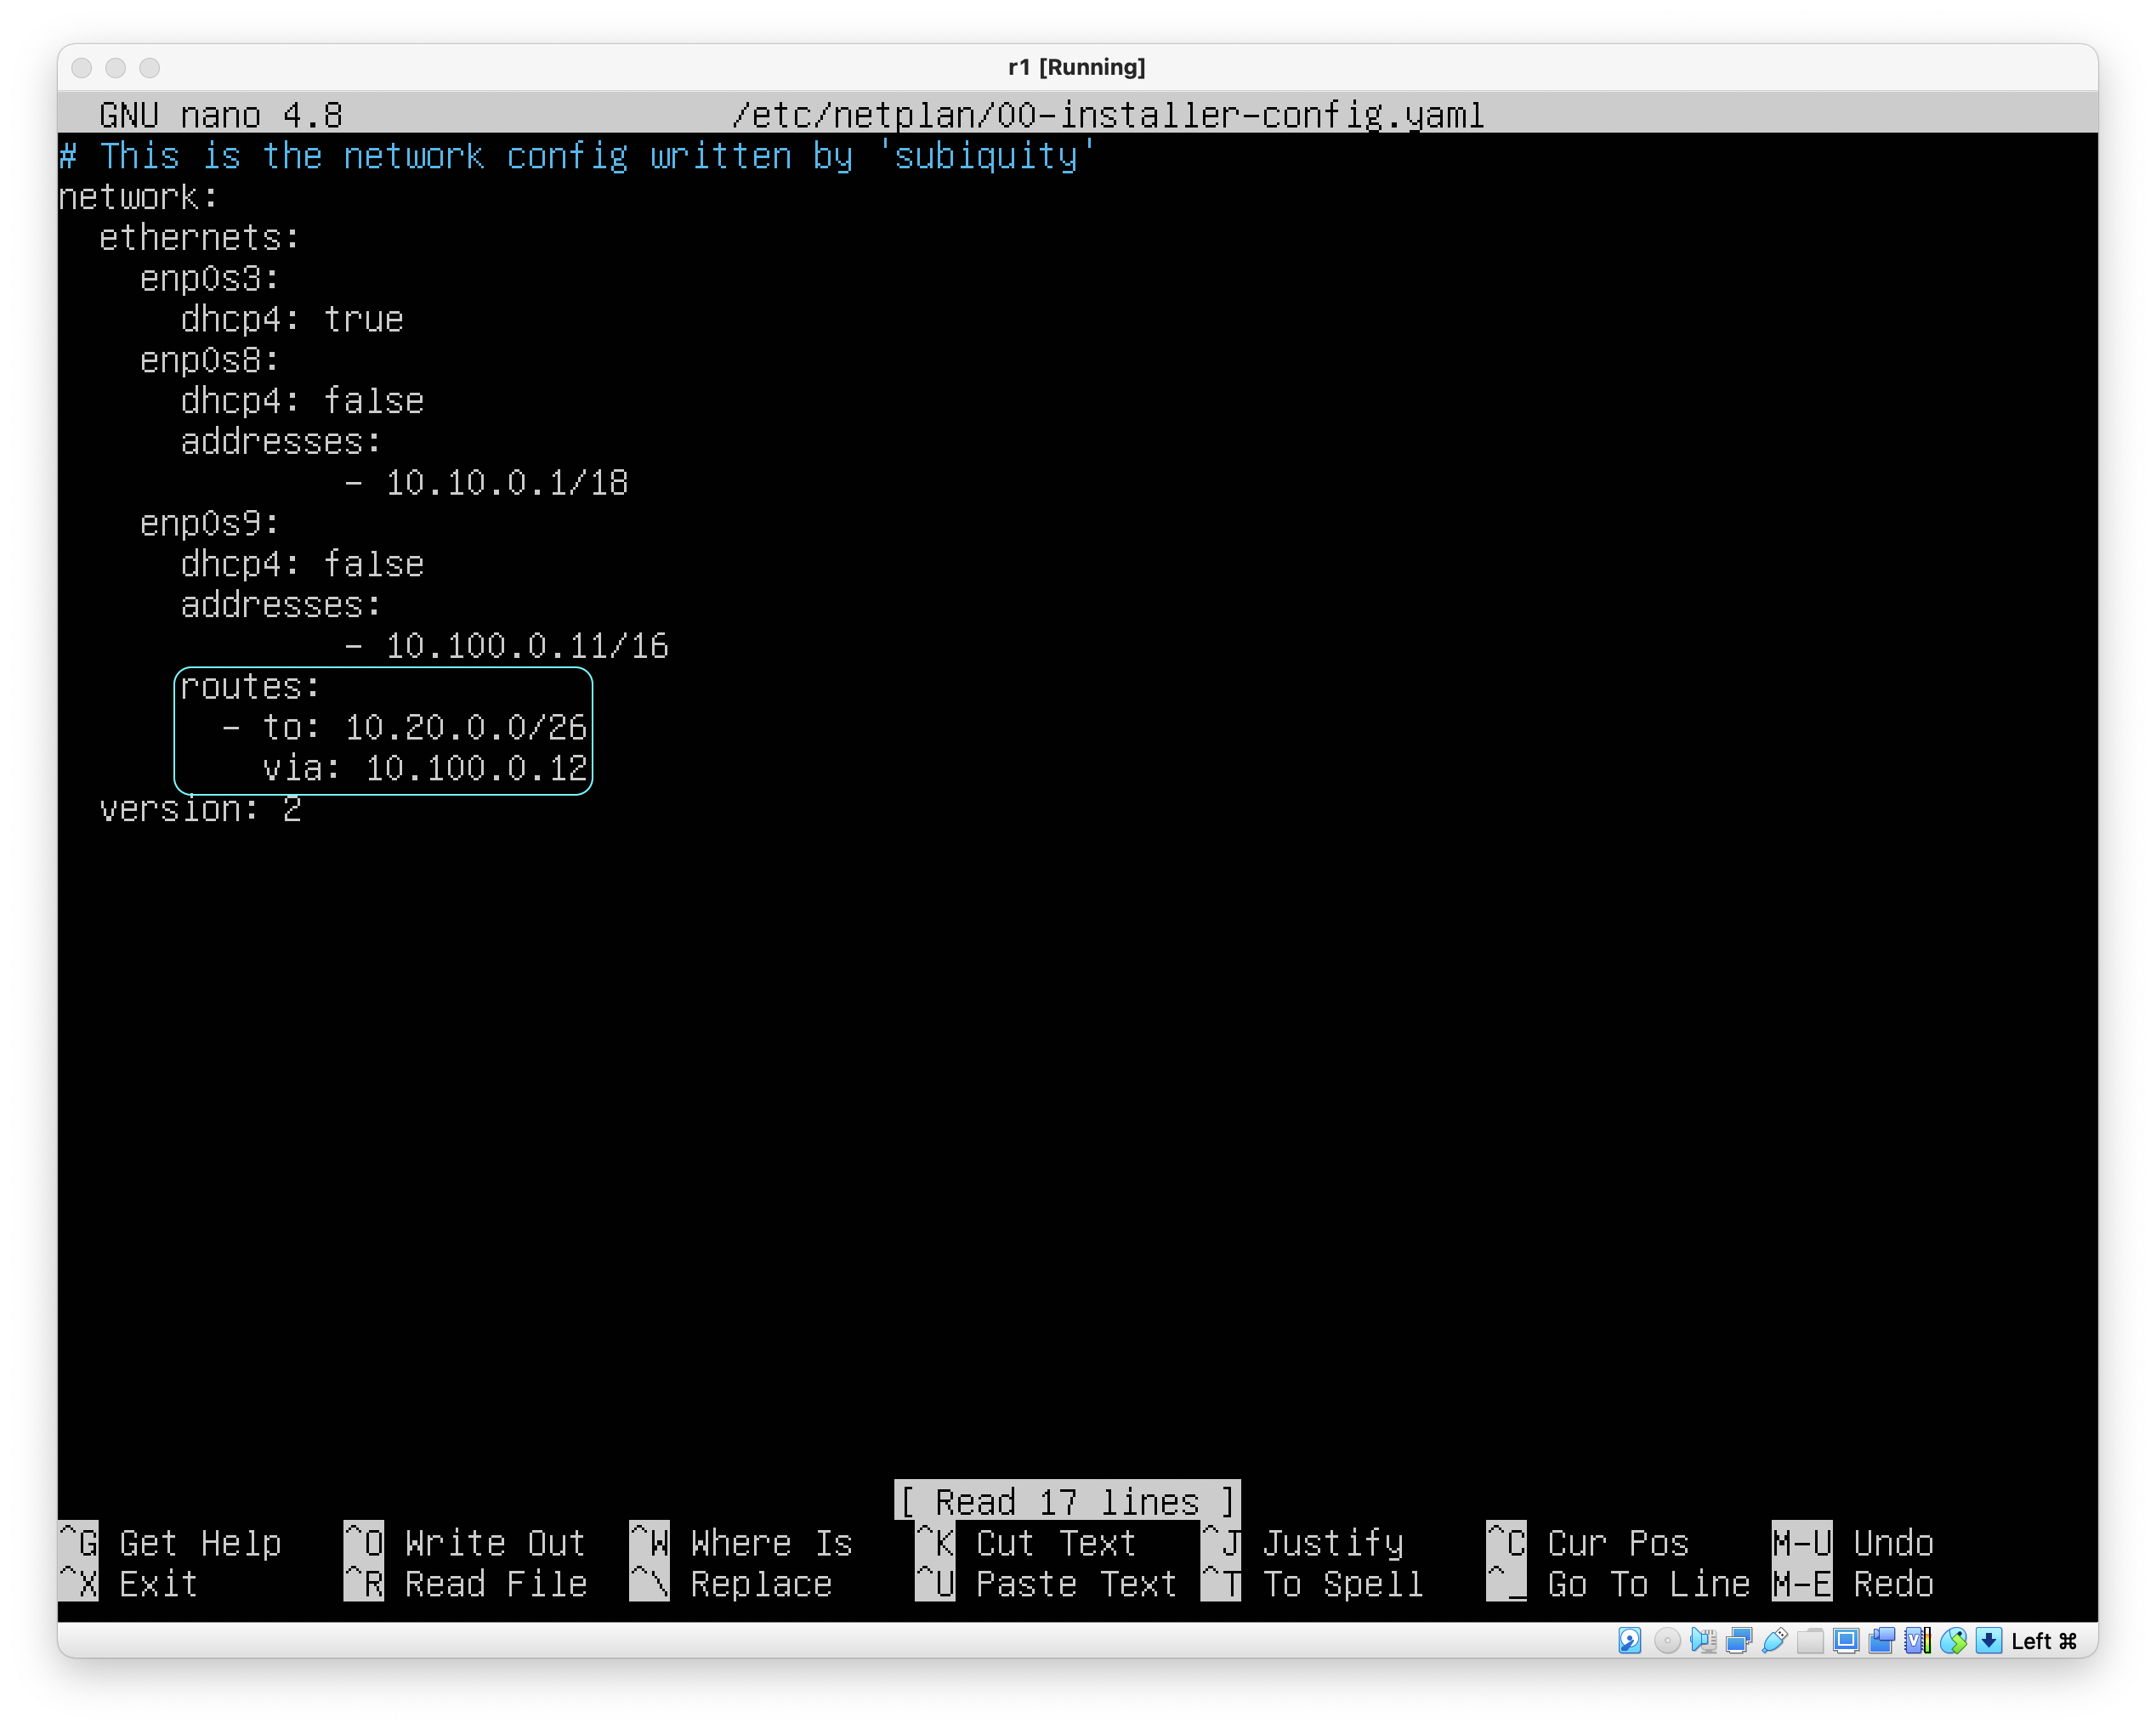 r1 [Running]
GNU nano 4.8 /etc/netplan/00-installer-config.yaml
# This is the network config written by 'subiquity'
network:
  ethernets:
    enp0s3:
      dhcp4: true
    enp0s8:
      dhcp4: false
      addresses:
              - 10.10.0.1/18
    enp0s9:
      dhcp4: false
      addresses:
              - 10.100.0.11/16
      routes:
        - to: 10.20.0.0/26
          via: 10.100.0.12
  version: 2
[ Read 17 lines ]
^G Get Help ^O Write Out ^W Where Is ^K Cut Text ^J Justify ^C Cur Pos M-U Undo
^X Exit ^R Read File ^\ Replace ^U Paste Text ^T To Spell ^_ Go To Line M-E Redo
Left ⌘